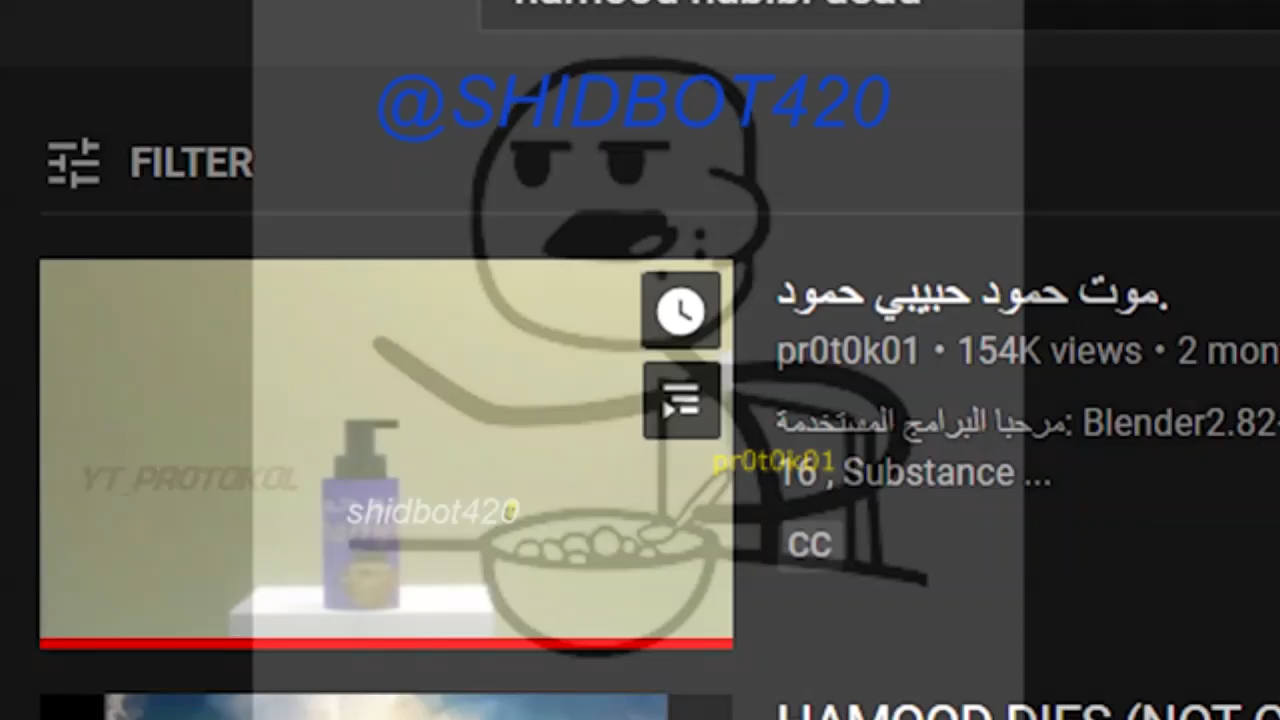 @SHIDBOT420
FILTER
موت حمود حبيبي حمود.
pr0t0k01 • 154K views • 2 mon
مرحبا البرامج المستخدمة: Blender2.82
pr0t0k01
16 , Substance ...
YT_PROTOKOL
shidbot420
CC